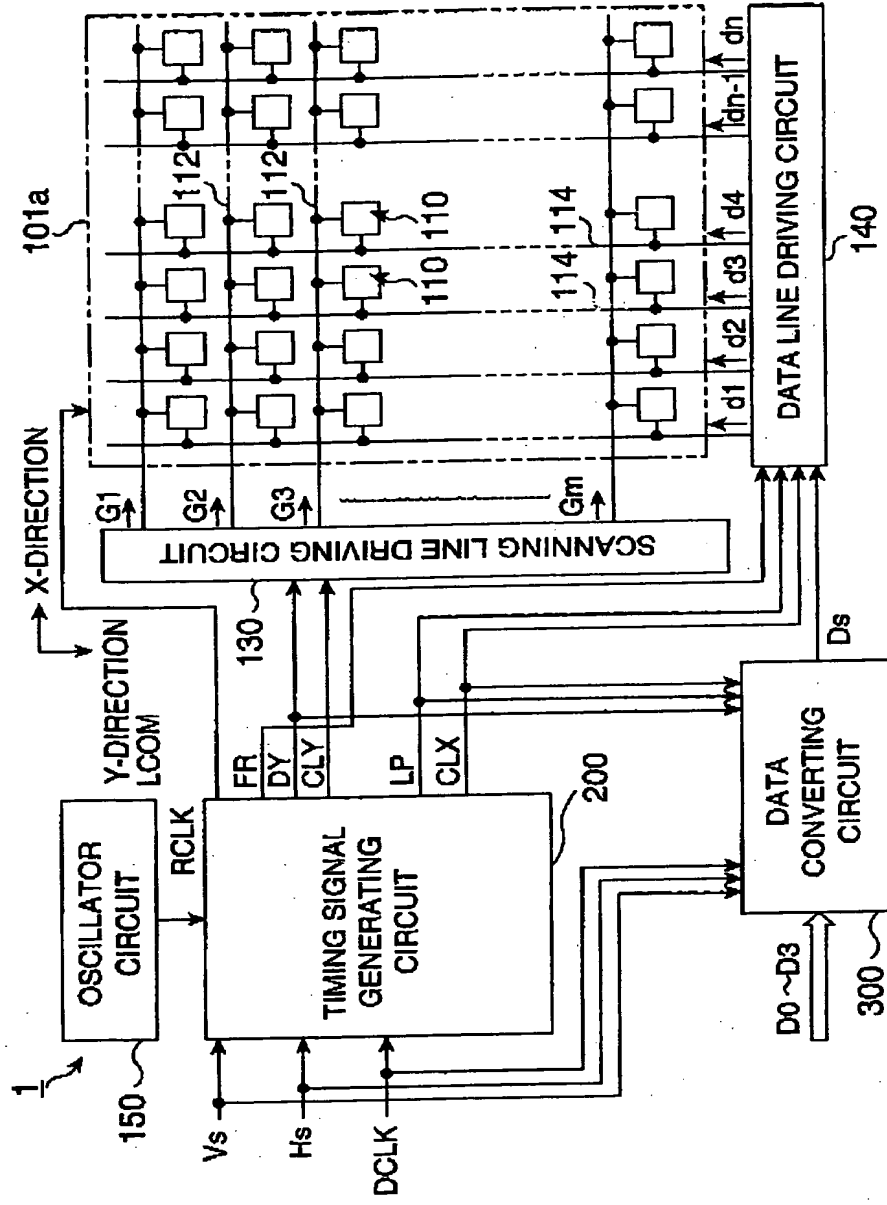 1
150
OSCILLATOR
CIRCUIT
RCLK
Y-DIRECTION
LCOM
X-DIRECTION
101a
Vs
Hs
DCLK
TIMING SIGNAL
GENERATING
CIRCUIT
200
FR
DY
CLY
LP
CLX
130
SCANNING LINE DRIVING CIRCUIT
G1
G2
G3
Gm
112
112
110
110
114
114
d1
d2
d3
d4
dn-1
dn
DATA LINE DRIVING CIRCUIT
140
D0~D3
300
DATA
CONVERTING
CIRCUIT
Ds